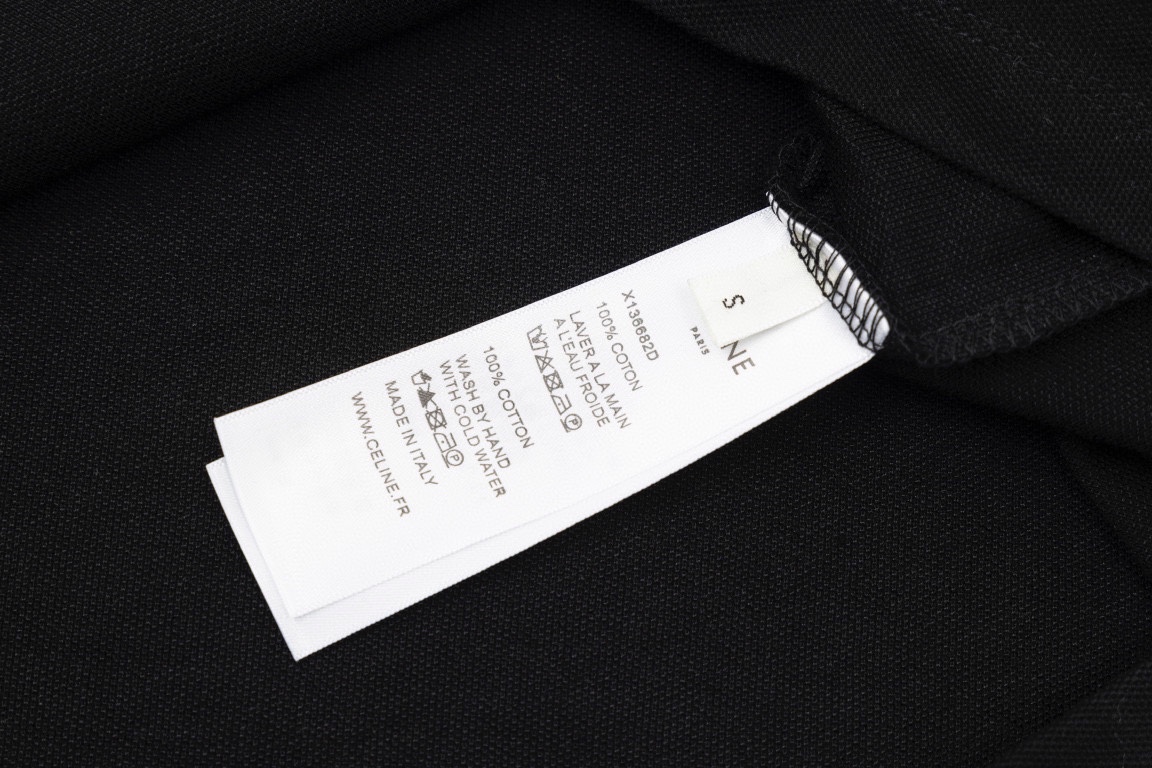 S
NE
PARIS
X136682D
100% COTON
LAVER A LA MAIN
A L'EAU FROIDE
P
100% COTTON
WASH BY HAND
WITH COLD WATER
P
MADE IN ITALY
WWW.CELINE.FR